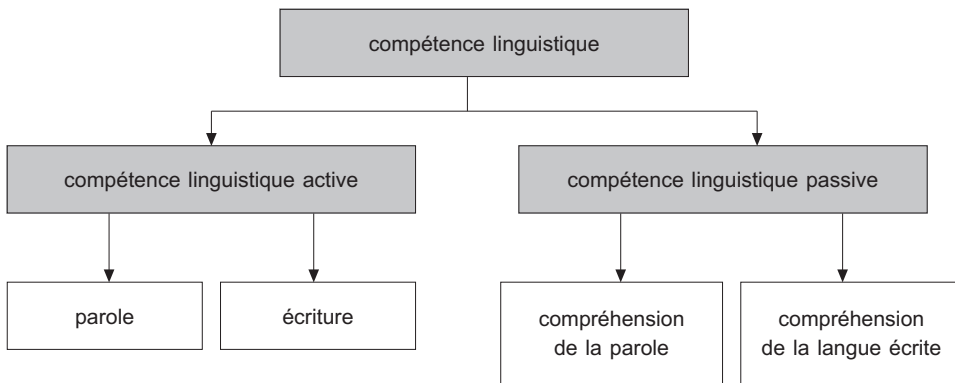 compétence linguistique
compétence linguistique active
compétence linguistique passive
parole
écriture
compréhension
de la parole
compréhension
de la langue écrite